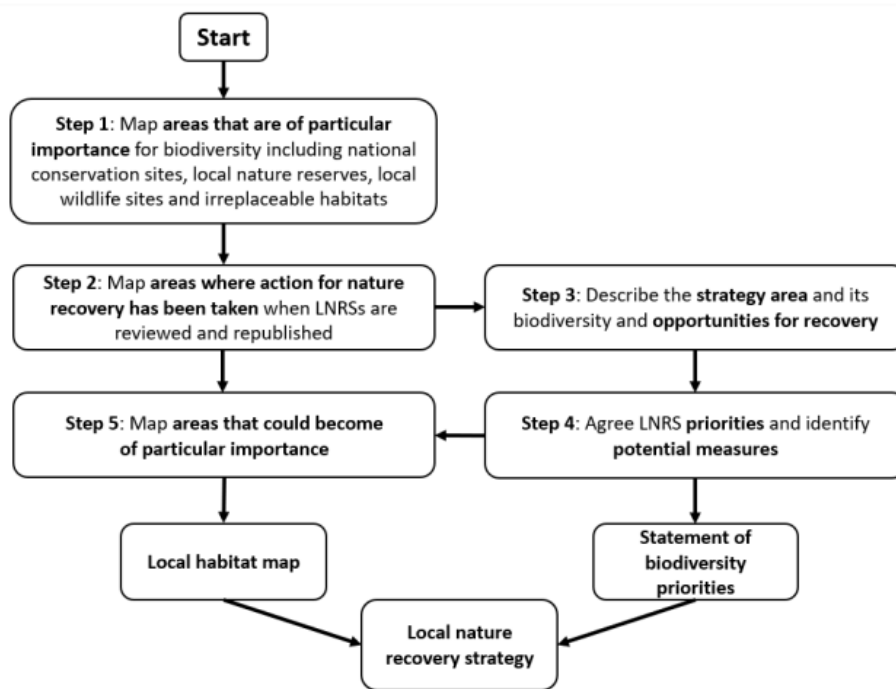 Start
Step 1: Map areas that are of particular
importance for biodiversity including national
conservation sites, local nature reserves, local
wildlife sites and irreplaceable habitats
Step 2: Map areas where action for nature
recovery has been taken when LNRSs are
reviewed and republished
Step 3: Describe the strategy area and its
biodiversity and opportunities for recovery
Step 5: Map areas that could become
of particular importance
Step 4: Agree LNRS priorities and identify
potential measures
Local habitat map
Statement of
biodiversity
priorities
Local nature
recovery strategy